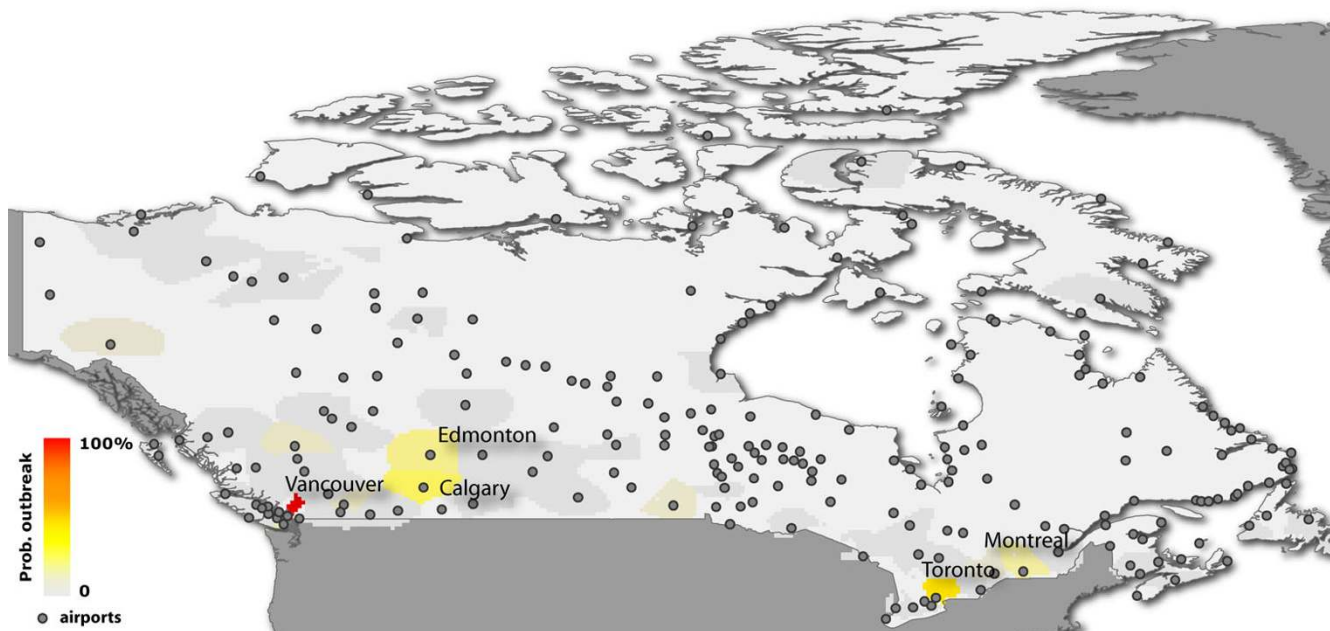 Edmonton
Vancouver
Calgary
Montreal
Toronto
Prob. outbreak
100%
0
airports